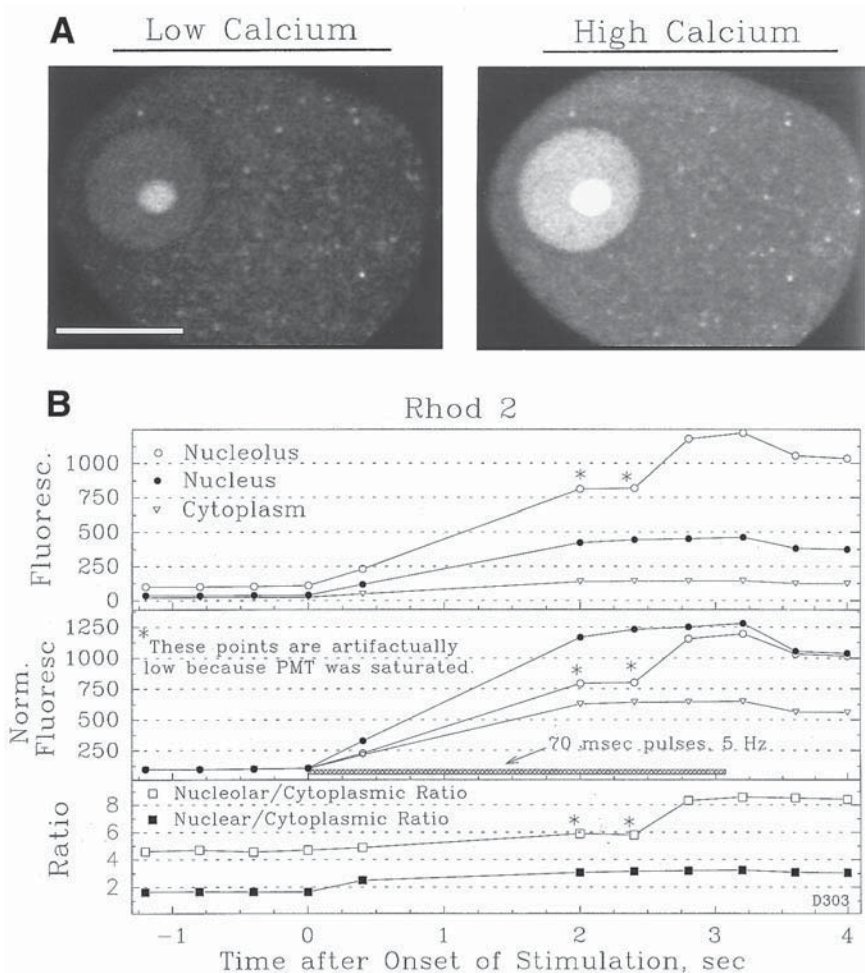 A
Low Calcium
High Calcium
B
Rhod 2
Fluoresc.
1000
750
500
250
0
○ Nucleolus
● Nucleus
▽ Cytoplasm
*
*
Norm.
Fluoresc
1250
1000
750
500
250
* These points are artifactually
low because PMT was saturated.
*
*
70 msec pulses, 5 Hz
Ratio
8
6
4
2
□ Nucleolar/Cytoplasmic Ratio
■ Nuclear/Cytoplasmic Ratio
*
*
D303
-1
0
1
2
3
4
Time after Onset of Stimulation, sec